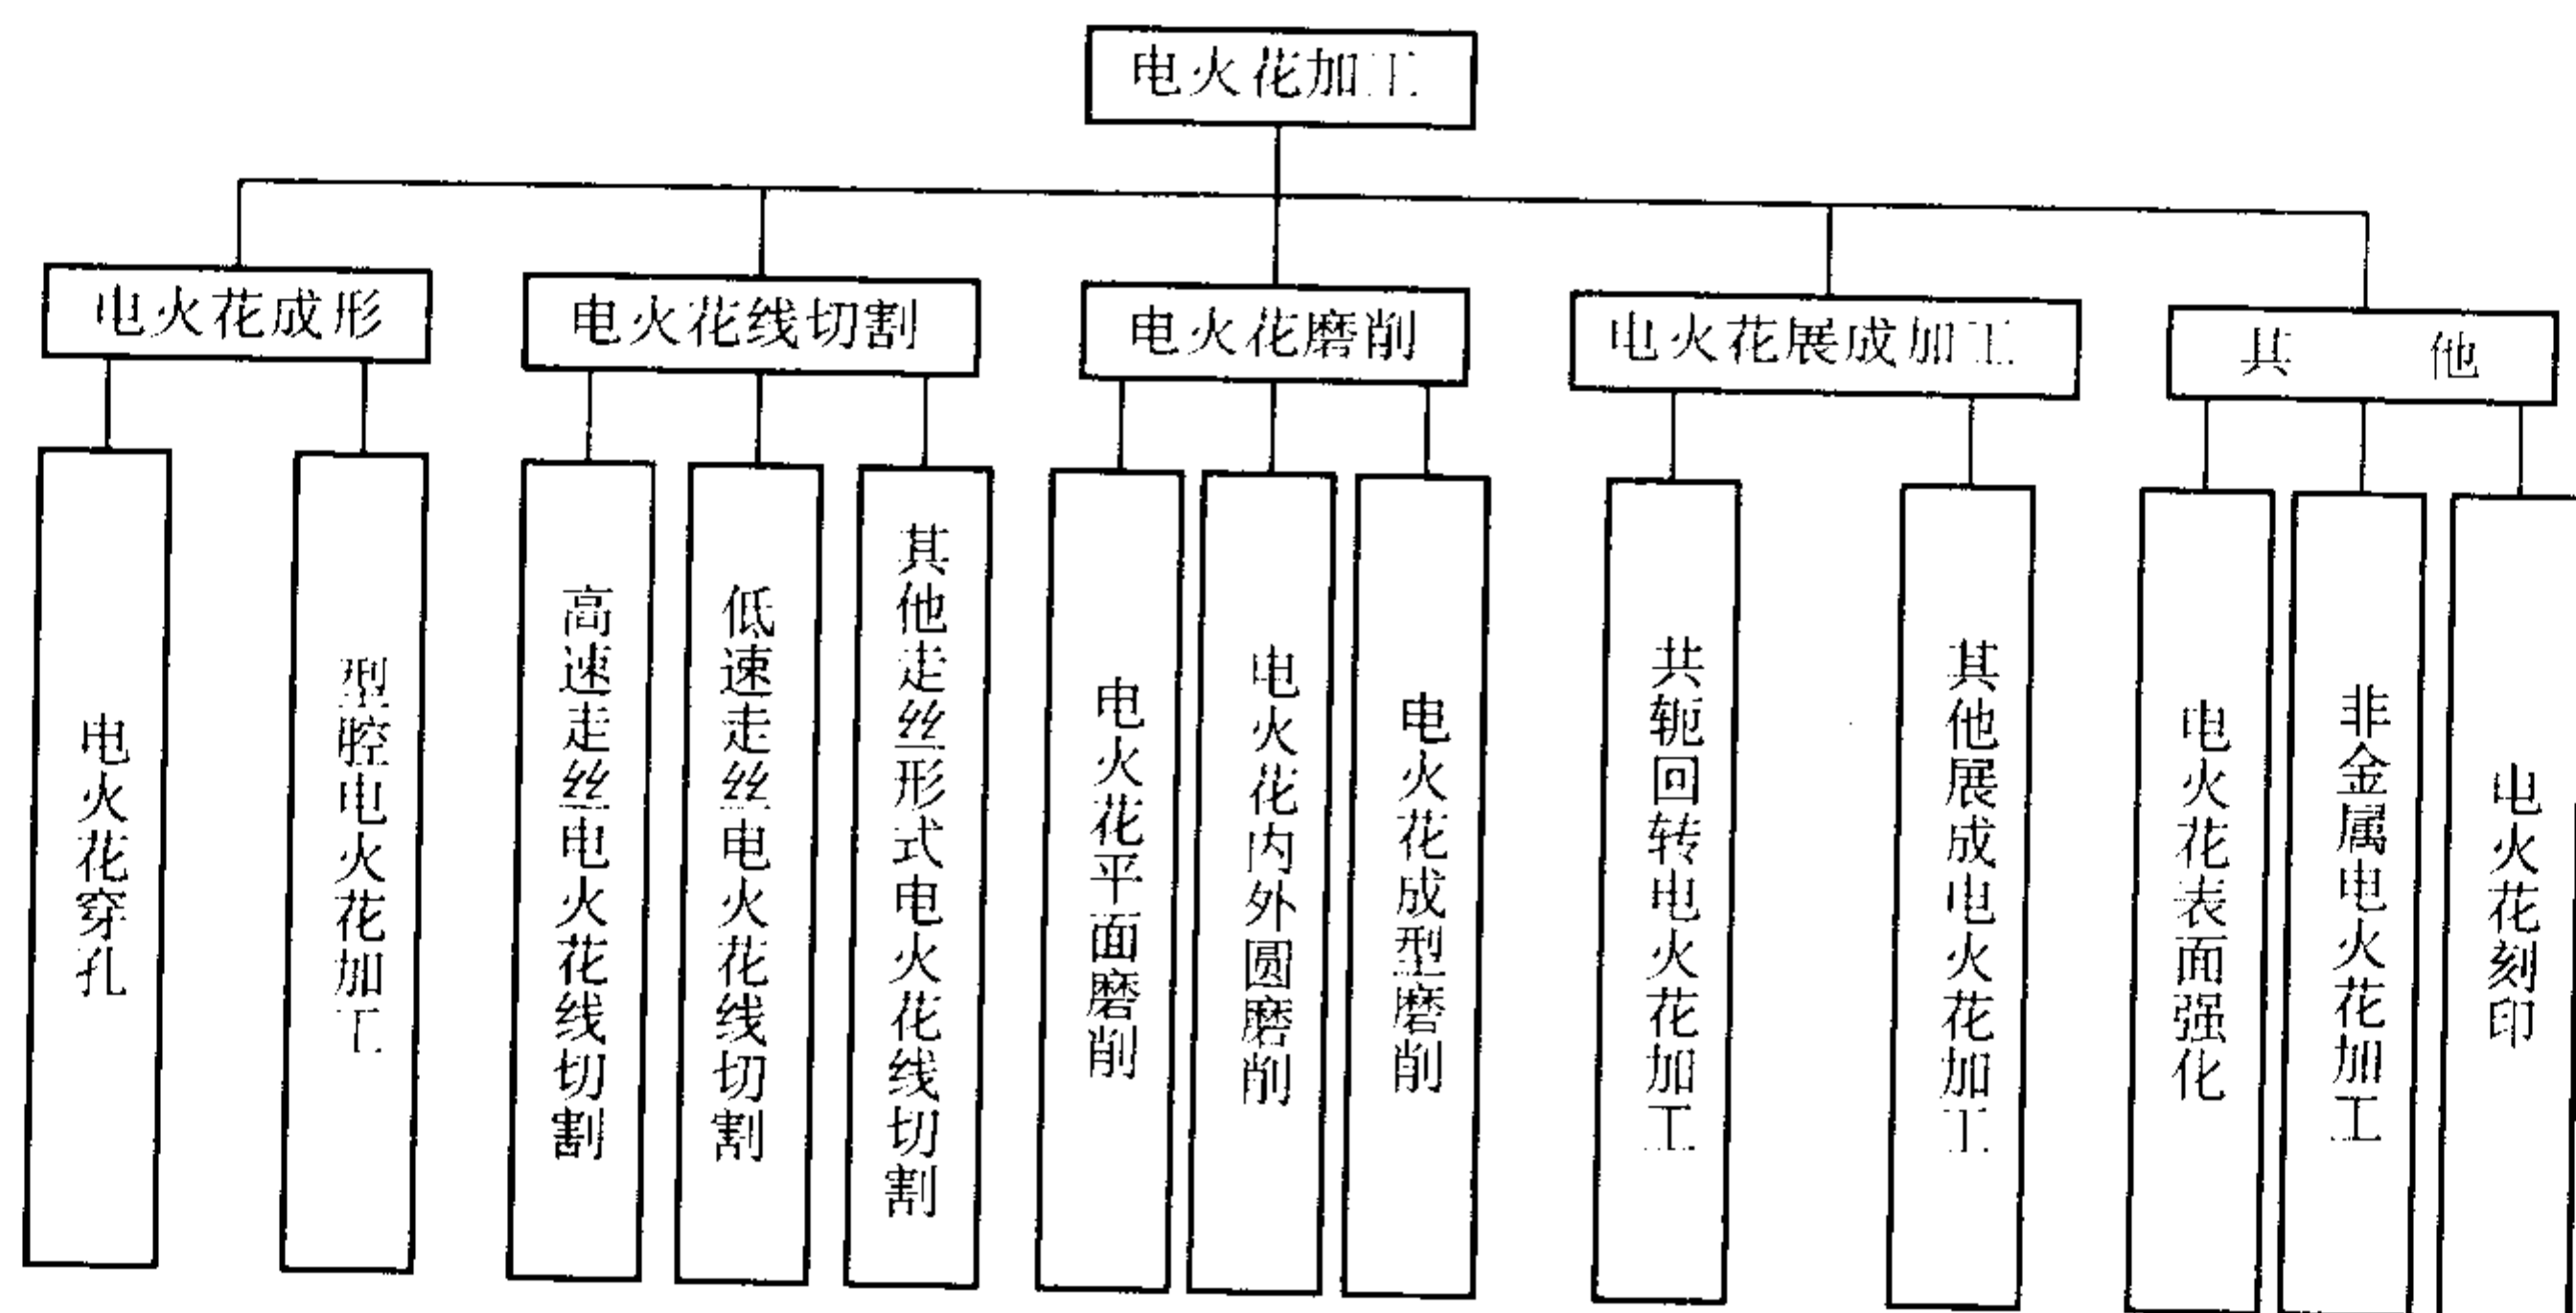 电火花加工
电火花成形
电火花线切割
电火花磨削
电火花展成加工
其他
电火花穿孔
型腔电火花加工
高速走丝电火花线切割
低速走丝电火花线切割
其他走丝形式电火花线切割
电火花平面磨削
电火花内外圆磨削
电火花成型磨削
共轭回转电火花加工
其他展成电火花加工
电火花表面强化
非金属电火花加工
电火花刻印